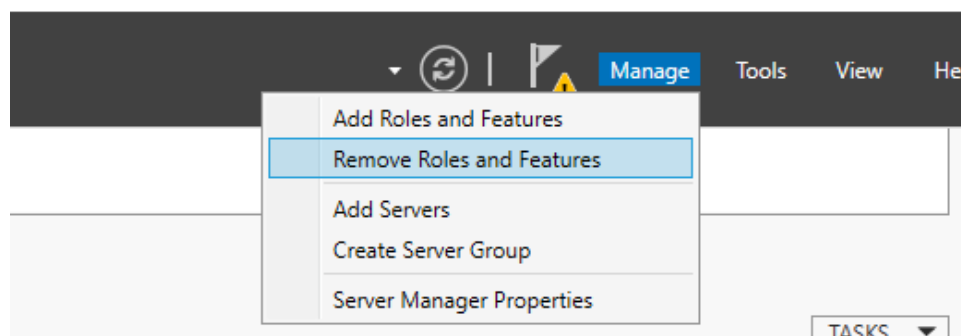 Manage Tools View He
Add Roles and Features
Remove Roles and Features
Add Servers
Create Server Group
Server Manager Properties
TASKS